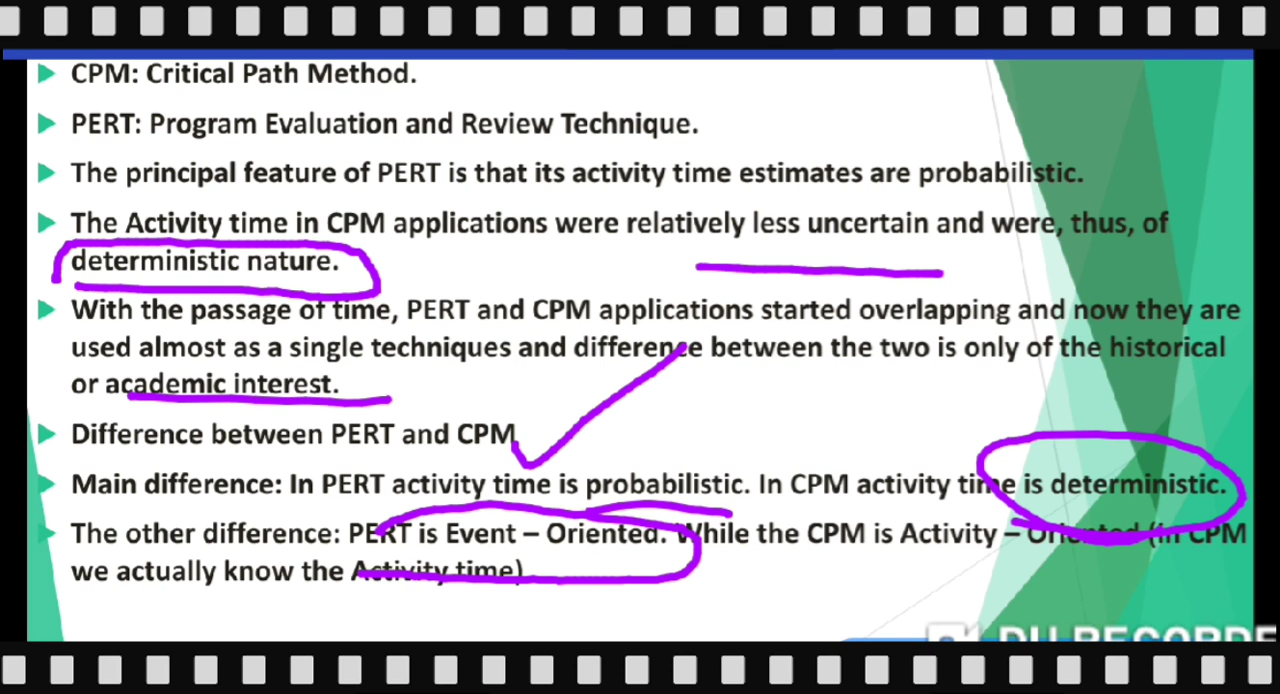 CPM: Critical Path Method.
PERT: Program Evaluation and Review Technique.
The principal feature of PERT is that its activity time estimates are probabilistic.
The Activity time in CPM applications were relatively less uncertain and were, thus, of
deterministic nature.
With the passage of time, PERT and CPM applications started overlapping and now they are
used almost as a single techniques and difference between the two is only of the historical
or academic interest.
Difference between PERT and CPM
Main difference: In PERT activity time is probabilistic. In CPM activity time is deterministic.
The other difference: PERT is Event – Oriented. While the CPM is Activity – Oriented (in CPM
we actually know the Activity time)
DU RECORDE